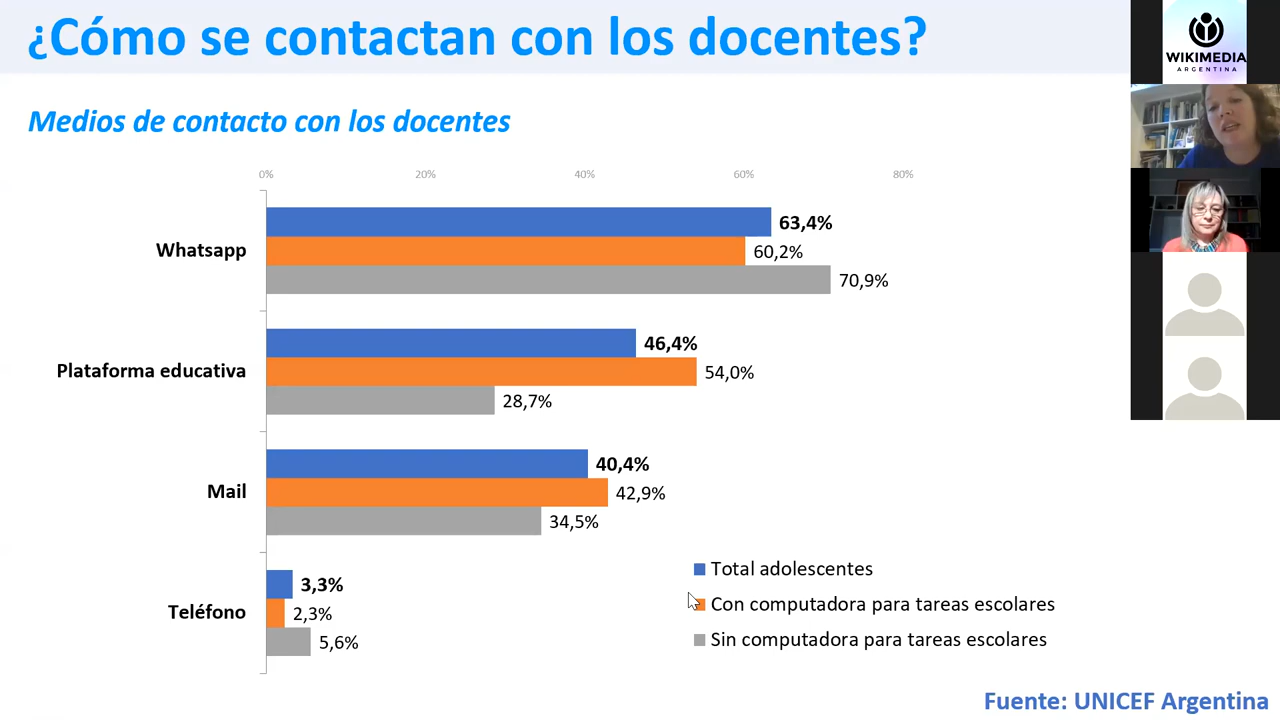 ¿Cómo se contactan con los docentes?
WIKIMEDIA
ARGENTINA
Medios de contacto con los docentes
0% 20% 40% 60% 80%
Whatsapp
63,4%
60,2%
70,9%
Plataforma educativa
46,4%
54,0%
28,7%
Mail
40,4%
42,9%
34,5%
Teléfono
3,3%
2,3%
5,6%
Total adolescentes
Con computadora para tareas escolares
Sin computadora para tareas escolares
Fuente: UNICEF Argentina